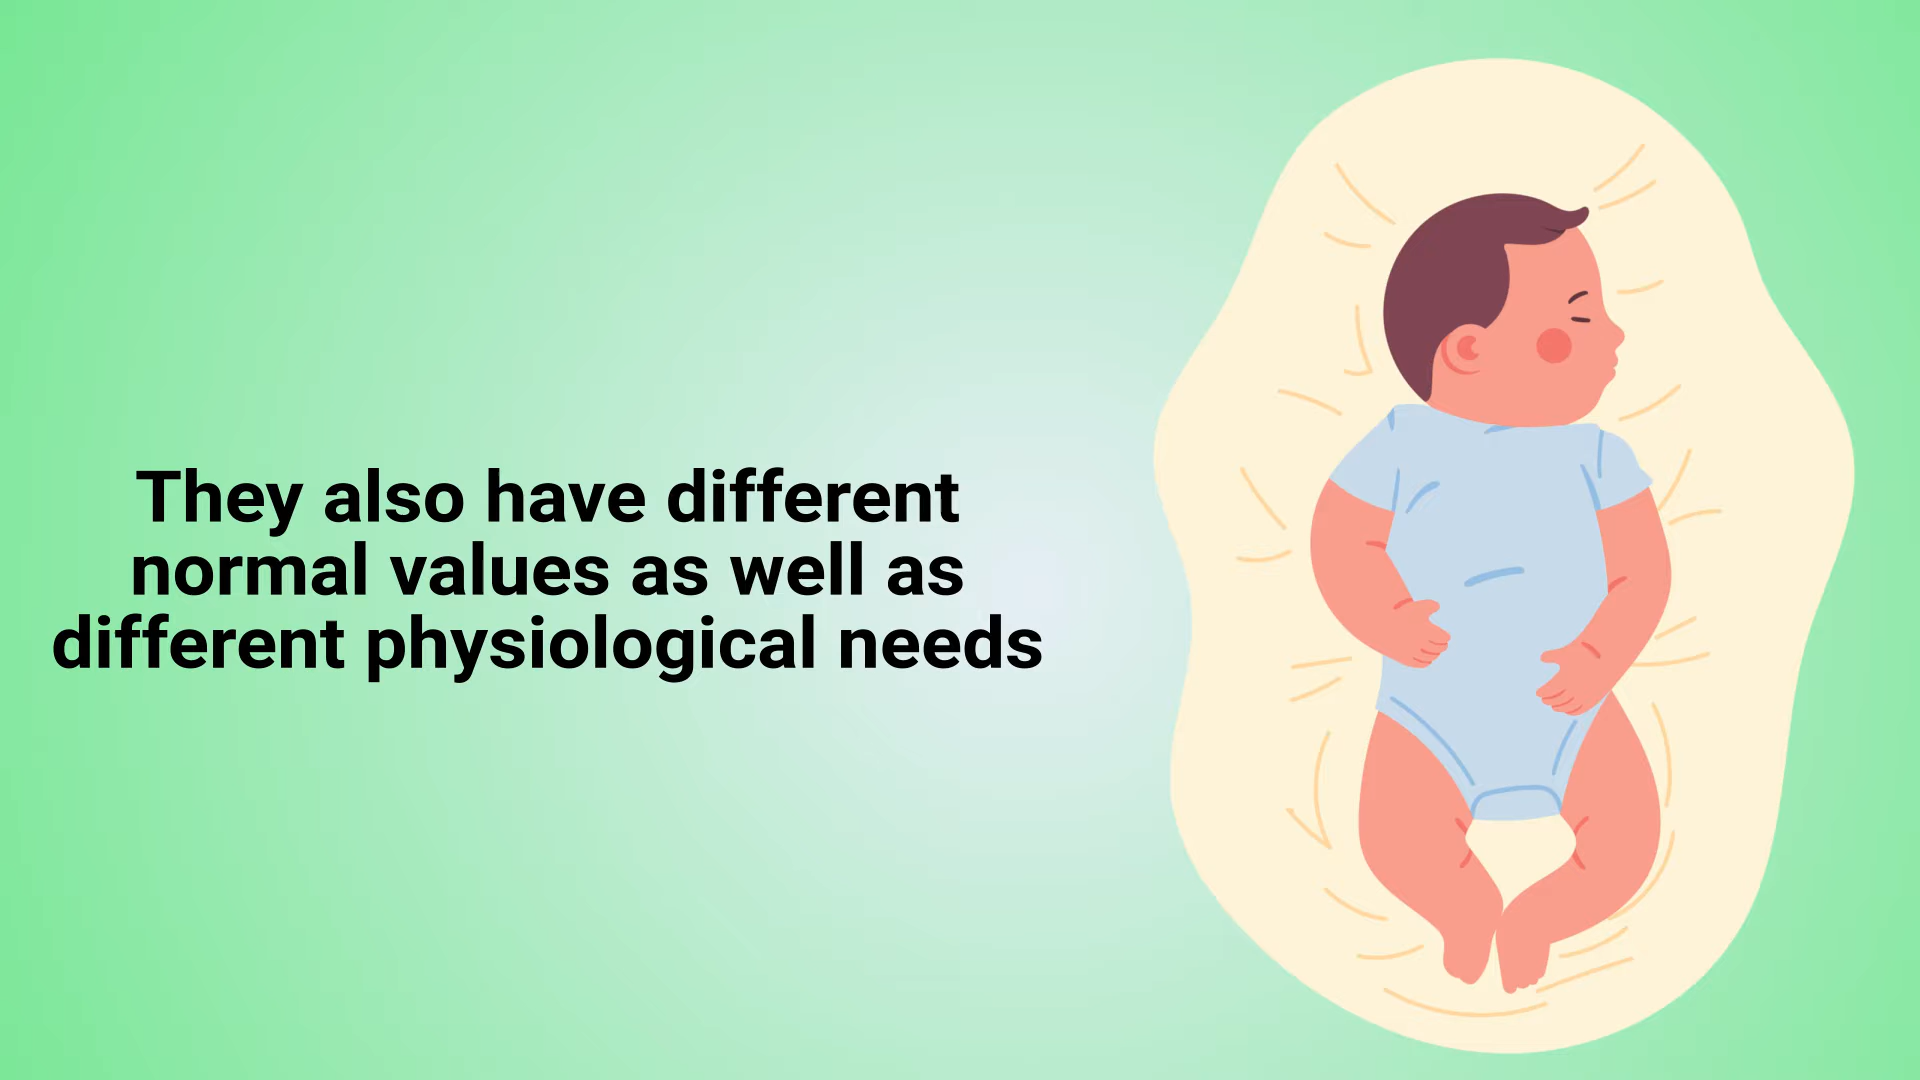 They also have different
normal values as well as
different physiological needs